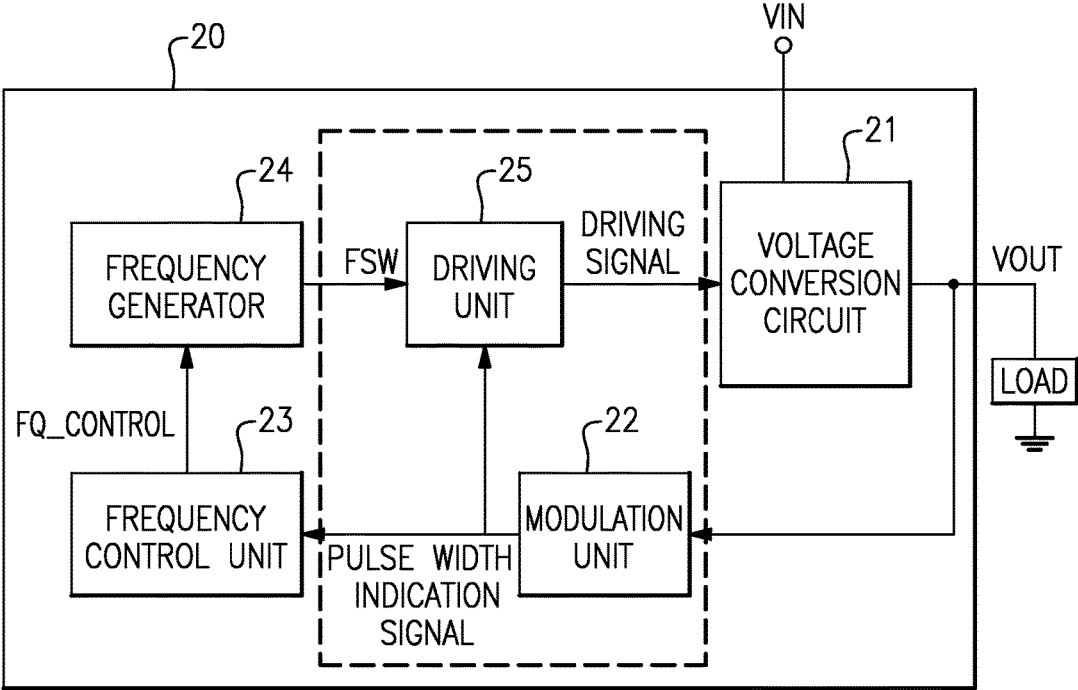 VIN
20
21
24
25
FREQUENCY
GENERATOR
FSW
DRIVING
UNIT
DRIVING
SIGNAL
VOLTAGE
CONVERSION
CIRCUIT
VOUT
LOAD
FQ_CONTROL
23
22
FREQUENCY
CONTROL UNIT
PULSE WIDTH
INDICATION
SIGNAL
MODULATION
UNIT